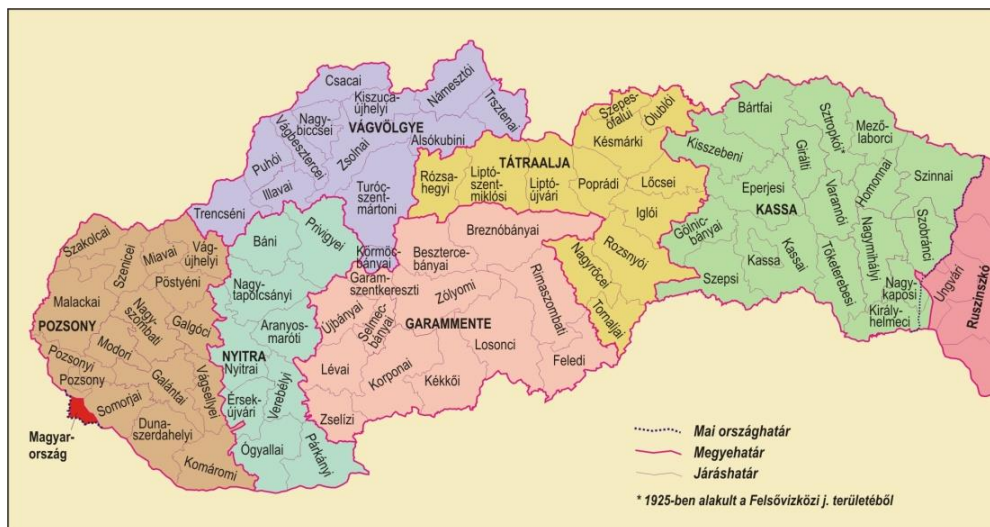 Csacai
Kiszuca-
újhelyi
Námesztói
Trsztenai
Nagy-
biccsei
Vágbesztercei
VÁGVÖLGYE
Zsolnai
Alsókubini
Puhói
Illavai
Trencséni
Turóc-
szent-
mártoni
Körmöc-
bányai
Szepes-
ófalui
Ólublói
Késmárki
TÁTRAALJA
Rózsa-
hegyi
Liptó-
szent-
miklósi
Liptó-
újvári
Poprádi
Lőcsei
Iglói
Rozsnyói
Nagyrőcei
Tornaljai
Bártfai
Sztropkói*
Mező-
laborci
Kisszebeni
Girálti
Homonnai
Szinnai
Eperjesi
Varannói
KASSA
Gölnic-
bányai
Kassa
Kassai
Szepsi
Tőketerebesi
Nagymihályi
Szobránci
Nagy-
kaposi
Király-
helmeci
Ungvári
Ruszinszkó
Szakolcai
Szenicei
Miavai
Vág-
újhelyi
Pöstyéni
Malackai
POZSONY
Nagy-
szombati
Galgóci
Modori
Pozsonyi
Pozsony
Galántai
Vágsellyei
Somorjai
Duna-
szerdahelyi
Komáromi
Magyar-
ország
Báni
Privigyei
Nagy-
tapolcsányi
Aranyos-
maróti
NYITRA
Nyitrai
Verebélyi
Érsek-
újvári
Ógyallai
Párkányi
Breznóbányai
Beszterce-
bányai
Garam-
szentkereszti
Zólyomi
Újbányai
Selmec-
bányai
GARAMMENTE
Rimaszombati
Losonci
Feledi
Lévai
Korponai
Kékkői
Zselízi
Mai országhatár
Megyehatár
Járáshatár
* 1925-ben alakult a Felsővízközi j. területéből